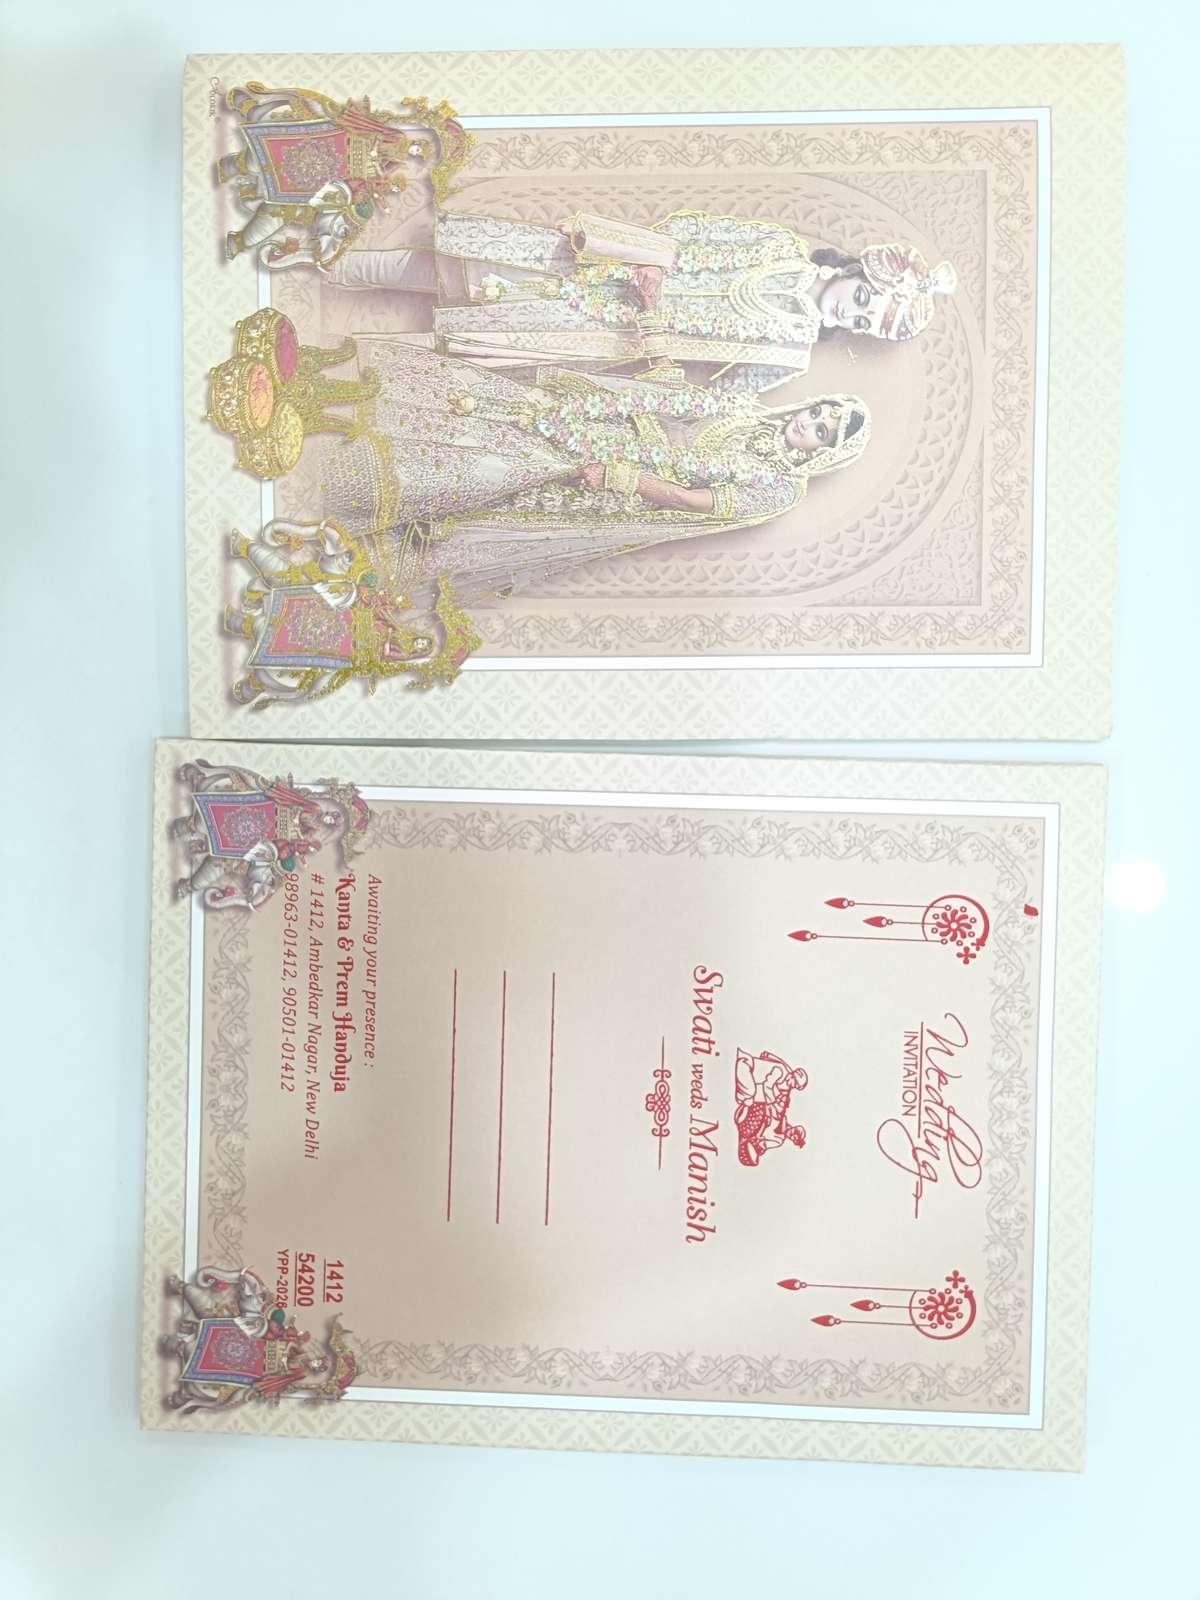 Wedding
INVITATION
Swati weds Manish
Awaiting your presence :
Kanta & Prem Handuja
# 1412, Ambedkar Nagar, New Delhi
98963-01412, 90501-01412
1412
54200
YPP-2026